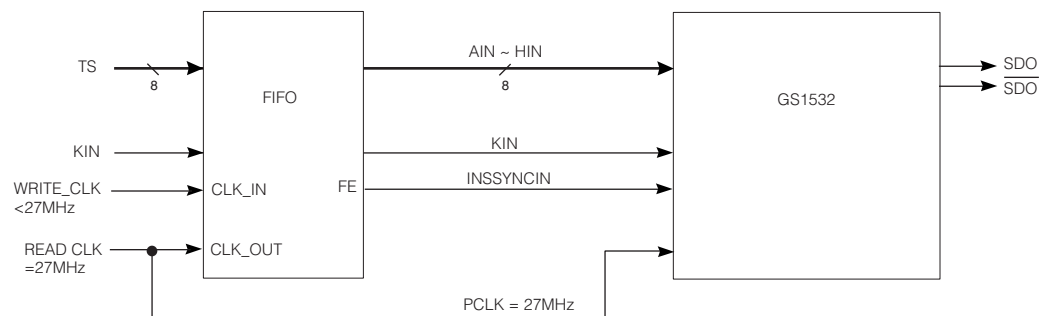 TS
8
KIN
WRITE_CLK
<27MHz
READ CLK
=27MHz
FIFO
CLK_IN
FE
CLK_OUT
AIN ~ HIN
8
KIN
INSSYNCIN
PCLK = 27MHz
GS1532
SDO
SDO